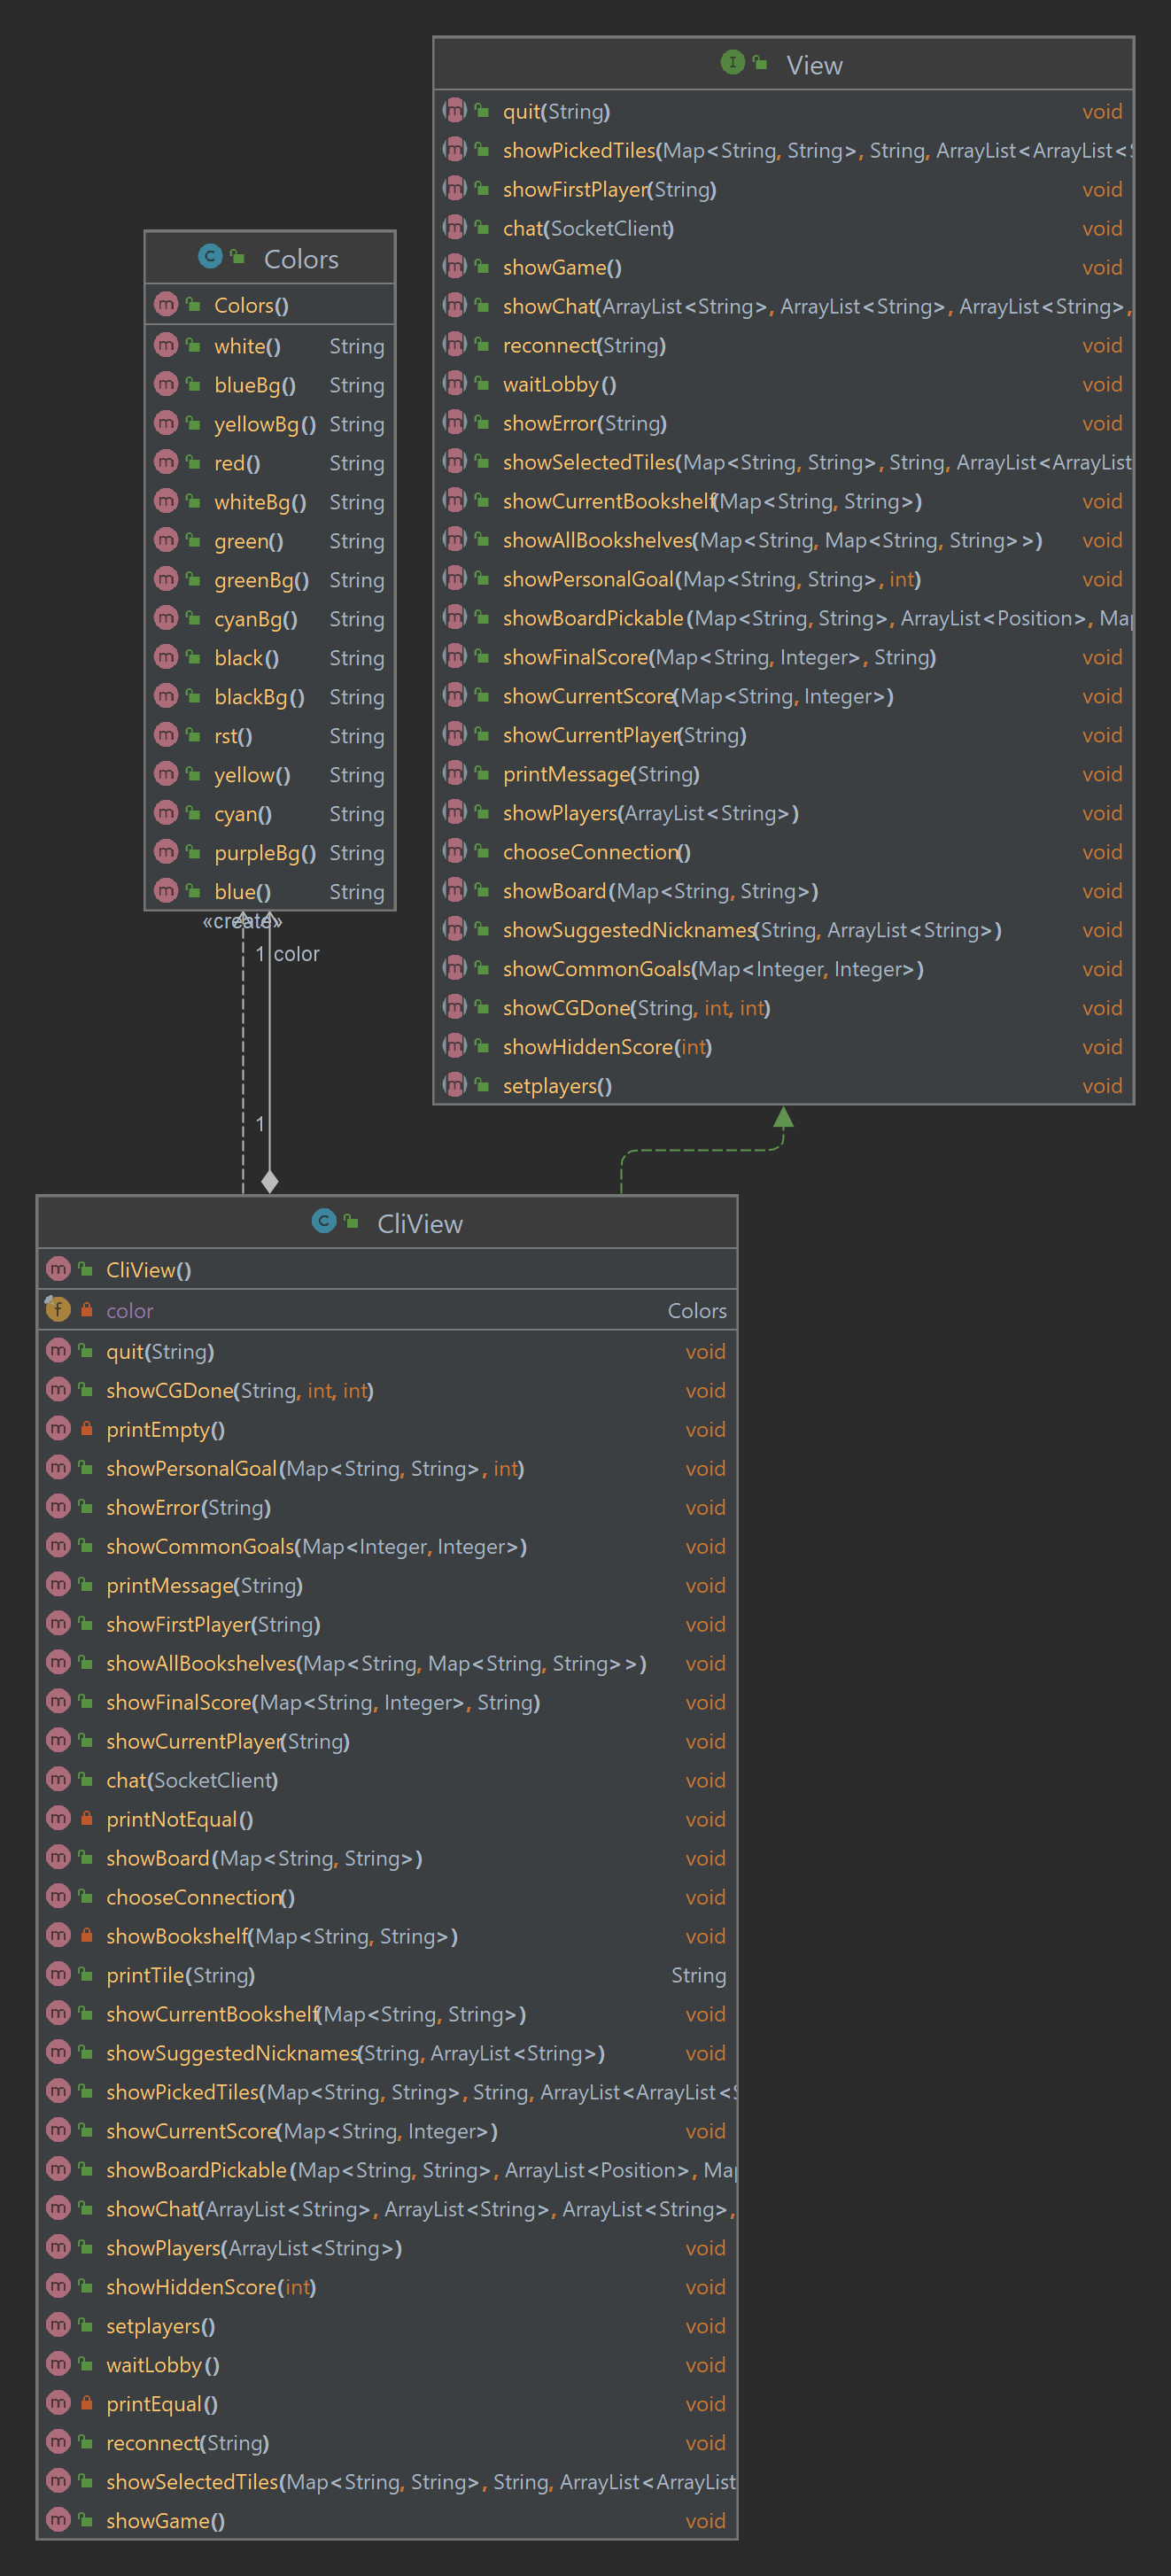 View
quit(String) void
showPickedTiles(Map<String, String>, String, ArrayList<ArrayList<S
showFirstPlayer(String) void
chat(SocketClient) void
showGame() void
showChat(ArrayList<String>, ArrayList<String>, ArrayList<String>,
reconnect(String) void
waitLobby() void
showError(String) void
showSelectedTiles(Map<String, String>, String, ArrayList<ArrayList
showCurrentBookshelf(Map<String, String>) void
showAllBookshelves(Map<String, Map<String, String>>) void
showPersonalGoal(Map<String, String>, int) void
showBoardPickable(Map<String, String>, ArrayList<Position>, Map
showFinalScore(Map<String, Integer>, String) void
showCurrentScore(Map<String, Integer>) void
showCurrentPlayer(String) void
printMessage(String) void
showPlayers(ArrayList<String>) void
chooseConnection() void
showBoard(Map<String, String>) void
showSuggestedNicknames(String, ArrayList<String>) void
showCommonGoals(Map<Integer, Integer>) void
showCGDone(String, int, int) void
showHiddenScore(int) void
setplayers() void
Colors
Colors()
white() String
blueBg() String
yellowBg() String
red() String
whiteBg() String
green() String
greenBg() String
cyanBg() String
black() String
blackBg() String
rst() String
yellow() String
cyan() String
purpleBg() String
blue() String
«create»
1 color
1
CliView
CliView()
color Colors
quit(String) void
showCGDone(String, int, int) void
printEmpty() void
showPersonalGoal(Map<String, String>, int) void
showError(String) void
showCommonGoals(Map<Integer, Integer>) void
printMessage(String) void
showFirstPlayer(String) void
showAllBookshelves(Map<String, Map<String, String>>) void
showFinalScore(Map<String, Integer>, String) void
showCurrentPlayer(String) void
chat(SocketClient) void
printNotEqual() void
showBoard(Map<String, String>) void
chooseConnection() void
showBookshelf(Map<String, String>) void
printTile(String) String
showCurrentBookshelf(Map<String, String>) void
showSuggestedNicknames(String, ArrayList<String>) void
showPickedTiles(Map<String, String>, String, ArrayList<ArrayList<S
showCurrentScore(Map<String, Integer>) void
showBoardPickable(Map<String, String>, ArrayList<Position>, Map
showChat(ArrayList<String>, ArrayList<String>, ArrayList<String>,
showPlayers(ArrayList<String>) void
showHiddenScore(int) void
setplayers() void
waitLobby() void
printEqual() void
reconnect(String) void
showSelectedTiles(Map<String, String>, String, ArrayList<ArrayList
showGame() void